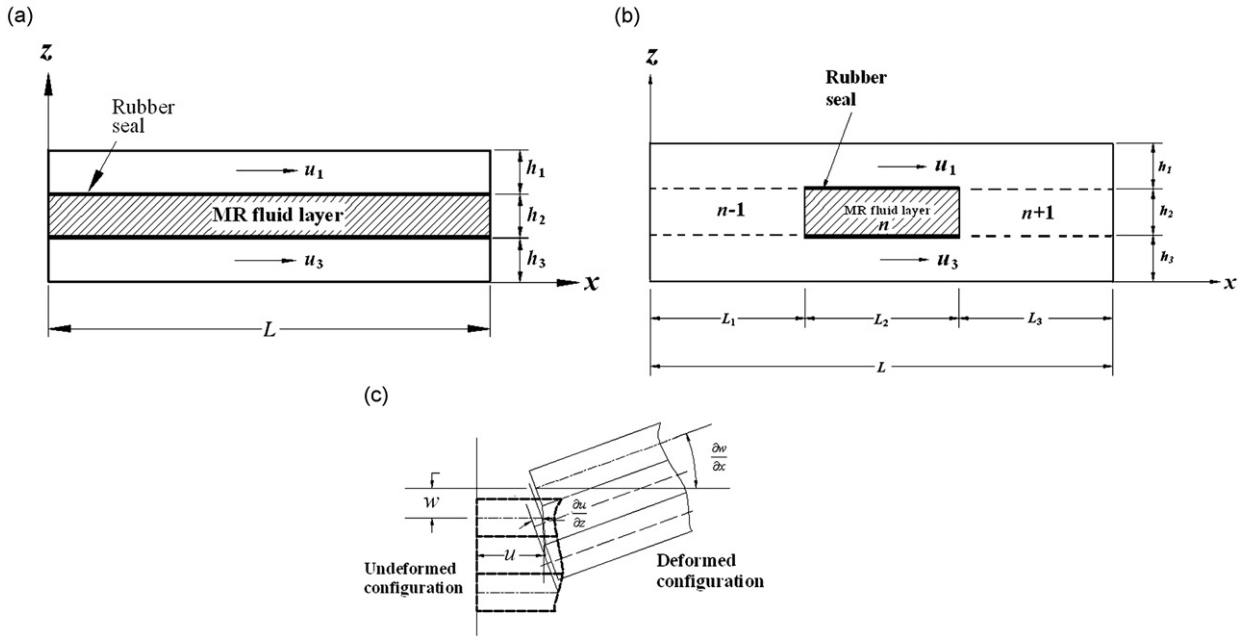 (a)
z
Rubber
seal
u₁
h₁
MR fluid layer
h₂
u₃
h₃
x
L
(b)
z
Rubber
seal
u₁
h₁
n-1
MR fluid layer
n
n+1
h₂
u₃
h₃
x
L₁
L₂
L₃
L
(c)
∂w
∂x
w
∂u
∂z
u
Undeformed
configuration
Deformed
configuration